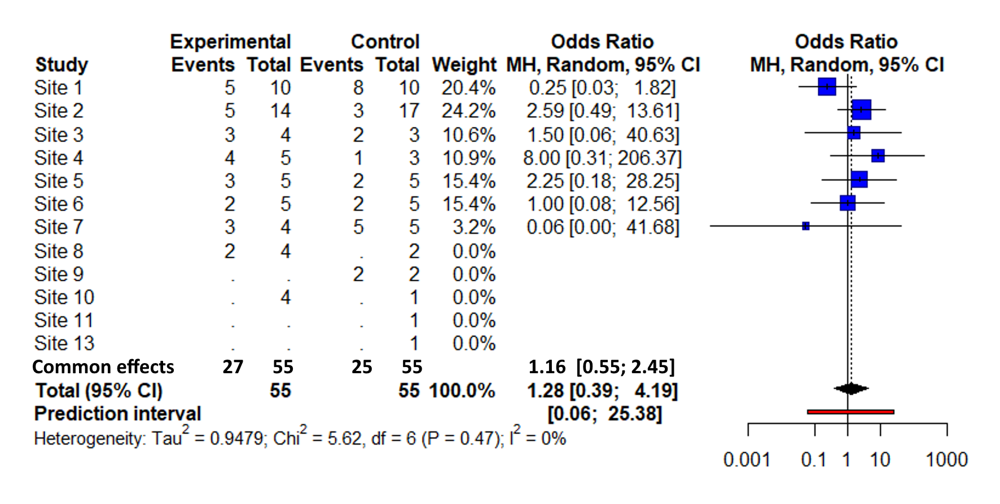 Experimental Control Odds Ratio Odds Ratio
Study Events Total Events Total Weight MH, Random, 95% CI MH, Random, 95% CI
Site 1 5 10 8 10 20.4% 0.25 [0.03; 1.82]
Site 2 5 14 3 17 24.2% 2.59 [0.49; 13.61]
Site 3 3 4 2 3 10.6% 1.50 [0.06; 40.63]
Site 4 4 5 1 3 10.9% 8.00 [0.31; 206.37]
Site 5 3 5 2 5 15.4% 2.25 [0.18; 28.25]
Site 6 2 5 2 5 15.4% 1.00 [0.08; 12.56]
Site 7 3 4 5 5 3.2% 0.06 [0.00; 41.68]
Site 8 2 4 . 2 0.0%
Site 9 . . 2 2 0.0%
Site 10 . 4 . 1 0.0%
Site 11 . . . 1 0.0%
Site 13 . . . 1 0.0%
Common effects 27 55 25 55 1.16 [0.55; 2.45]
Total (95% CI) 55 55 100.0% 1.28 [0.39; 4.19]
Prediction interval [0.06; 25.38]
Heterogeneity: Tau² = 0.9479; Chi² = 5.62, df = 6 (P = 0.47); I² = 0%
0.001 0.1 1 10 1000